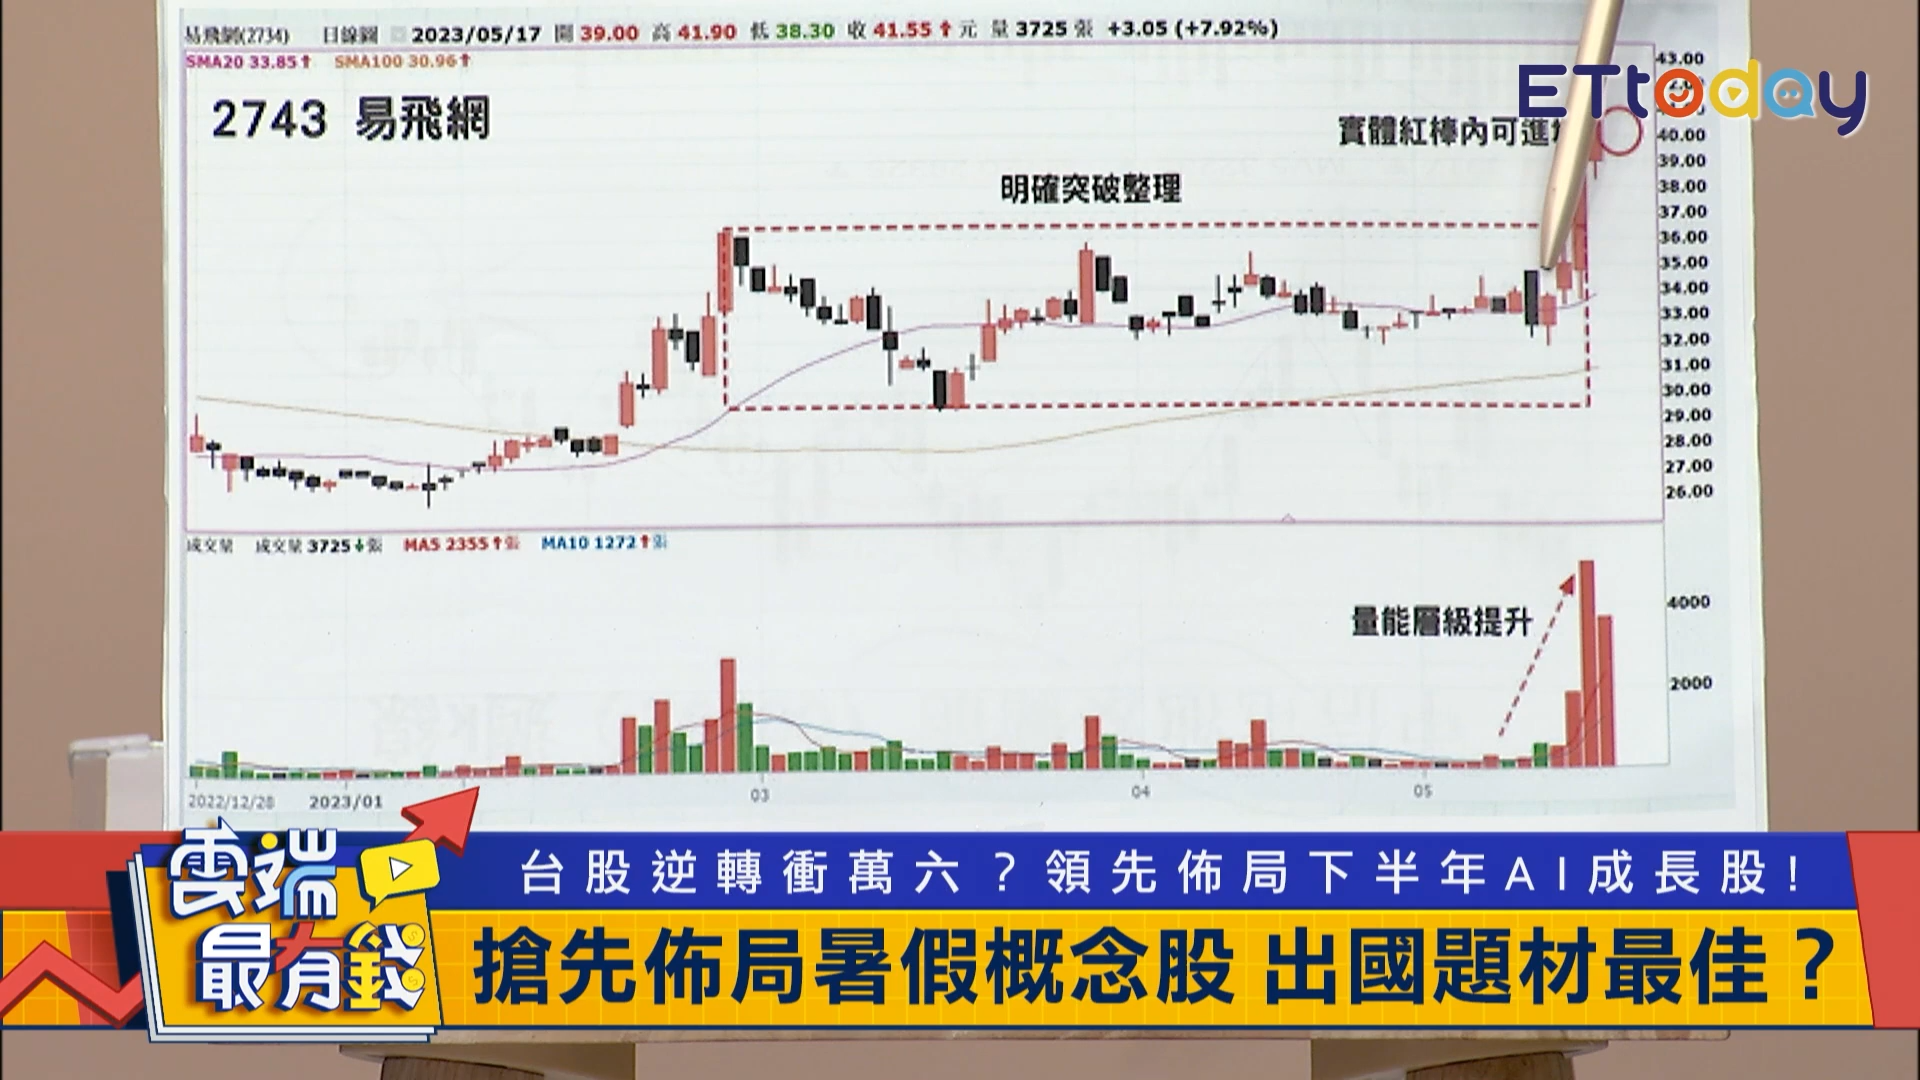 易飛網(2734) 日線圖 2023/05/17 開 39.00 高 41.90 低 38.30 收 41.55↑元 量 3725 張 +3.05 (+7.92%)
SMA20 33.85↑ SMA100 30.96↑
2743 易飛網
ETtoday
實體紅棒內可進
明確突破整理
43.00
40.00
39.00
38.00
37.00
36.00
35.00
34.00
33.00
32.00
31.00
30.00
29.00
28.00
27.00
26.00
成交量 成交量 3725↓張 MA5 2355↑張 MA10 1272↑張
量能層級提升
4000
2000
2022/12/28 2023/01 03 04 05
雲端最有錢
台股逆轉衝萬六？領先佈局下半年AI成長股!
搶先佈局暑假概念股 出國題材最佳？